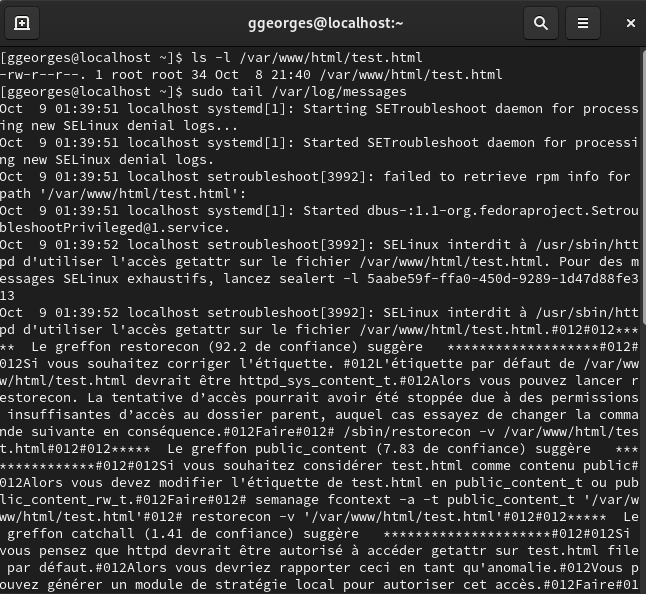 ggeorges@localhost:~
[ggeorges@localhost ~]$ ls -l /var/www/html/test.html
-rw-r--r--. 1 root root 34 Oct  8 21:40 /var/www/html/test.html
[ggeorges@localhost ~]$ sudo tail /var/log/messages
Oct  9 01:39:51 localhost systemd[1]: Starting SETroubleshoot daemon for process
ing new SELinux denial logs...
Oct  9 01:39:51 localhost systemd[1]: Started SETroubleshoot daemon for processi
ng new SELinux denial logs.
Oct  9 01:39:51 localhost setroubleshoot[3992]: failed to retrieve rpm info for
path '/var/www/html/test.html':
Oct  9 01:39:51 localhost systemd[1]: Started dbus-:1.1-org.fedoraproject.Setrou
bleshootPrivileged@1.service.
Oct  9 01:39:52 localhost setroubleshoot[3992]: SELinux interdit à /usr/sbin/htt
pd d'utiliser l'accès getattr sur le fichier /var/www/html/test.html. Pour des m
essages SELinux exhaustifs, lancez sealert -l 5aabe59f-ffa0-450d-9289-1d47d88fe3
13
Oct  9 01:39:52 localhost setroubleshoot[3992]: SELinux interdit à /usr/sbin/htt
pd d'utiliser l'accès getattr sur le fichier /var/www/html/test.html.#012#012***
**  Le greffon restorecon (92.2 de confiance) suggère   ********************#012#
012Si vous souhaitez corriger l'étiquette. #012L'étiquette par défaut de /var/ww
w/html/test.html devrait être httpd_sys_content_t.#012Alors vous pouvez lancer r
estorecon. La tentative d’accès pourrait avoir été stoppée due à des permissions
 insuffisantes d’accès au dossier parent, auquel cas essayez de changer la comma
nde suivante en conséquence.#012Faire#012# /sbin/restorecon -v /var/www/html/tes
t.html#012#012*****  Le greffon public_content (7.83 de confiance) suggère   ***
*************#012#012Si vous souhaitez considérer test.html comme contenu public#
012Alors vous devez modifier l'étiquette de test.html en public_content_t ou pub
lic_content_rw_t.#012Faire#012# semanage fcontext -a -t public_content_t '/var/w
ww/html/test.html'#012# restorecon -v '/var/www/html/test.html'#012#012*****  Le
 greffon catchall (1.41 de confiance) suggère   **********************#012#012Si
vous pensez que httpd devrait être autorisé à accéder getattr sur test.html file
 par défaut.#012Alors vous devriez rapporter ceci en tant qu'anomalie.#012Vous p
ouvez générer un module de stratégie local pour autoriser cet accès.#012Faire#01